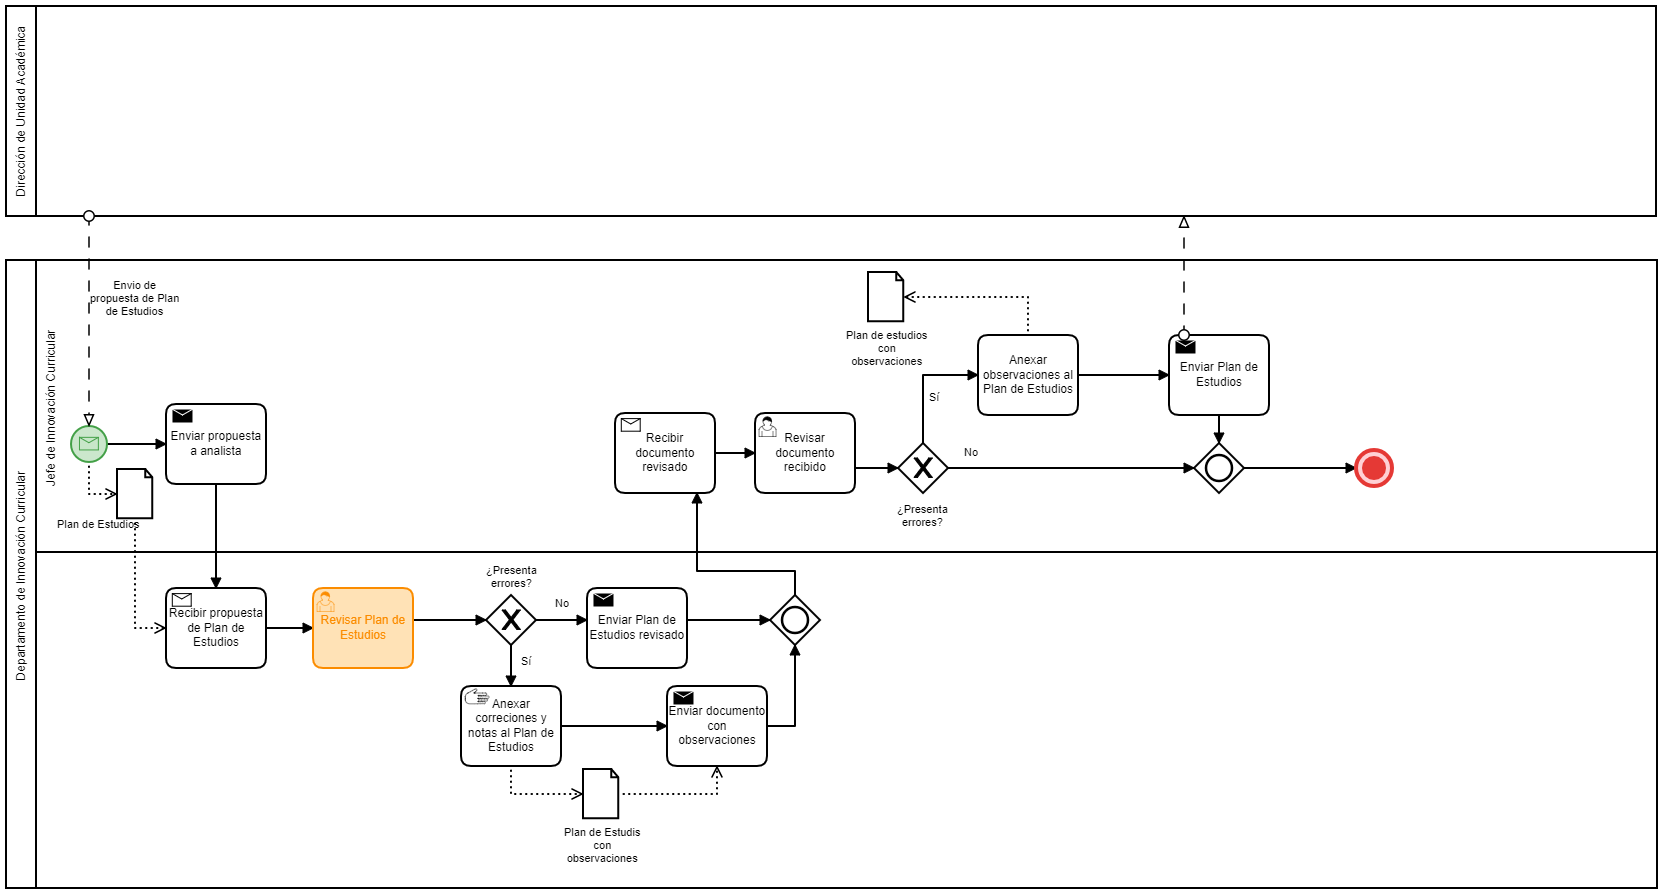 Dirección de Unidad Académica
Departamento de Innovación Curricular
Jefe de Innovación Curricular
Envio de
propuesta de Plan
de Estudios
Enviar propuesta
a analista
Plan de Estudios
Recibir
documento
revisado
Revisar
documento
recibido
¿Presenta
errores?
Sí
No
Plan de estudios
con
observaciones
Anexar
observaciones al
Plan de Estudios
Enviar Plan de
Estudios
Recibir propuesta
de Plan de
Estudios
Revisar Plan de
Estudios
¿Presenta
errores?
No
Sí
Enviar Plan de
Estudios revisado
Anexar
correciones y
notas al Plan de
Estudios
Enviar documento
con
observaciones
Plan de Estudis
con
observaciones